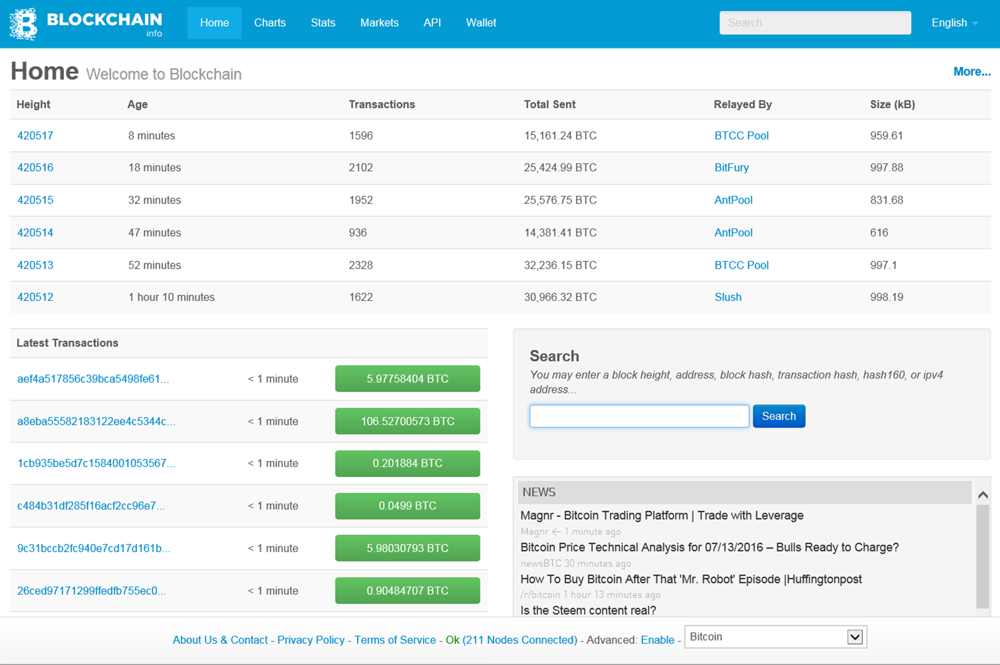 BLOCKCHAIN
info
Home Charts Stats Markets API Wallet
Search
English
Home Welcome to Blockchain
More...
Height Age Transactions Total Sent Relayed By Size (kB)
420517 8 minutes 1596 15,161.24 BTC BTCC Pool 959.61
420516 18 minutes 2102 25,424.99 BTC BitFury 997.88
420515 32 minutes 1952 25,576.75 BTC AntPool 831.68
420514 47 minutes 936 14,381.41 BTC AntPool 616
420513 52 minutes 2328 32,236.15 BTC BTCC Pool 997.1
420512 1 hour 10 minutes 1622 30,966.32 BTC Slush 998.19
Latest Transactions
aef4a517856c39bca5498fe61... < 1 minute 5.97758404 BTC
a8eba55582183122ee4c5344c... < 1 minute 106.52700573 BTC
1cb935be5d7c1584001053567... < 1 minute 0.201884 BTC
c484b31df285f16acf2cc96e7... < 1 minute 0.0499 BTC
9c31bccb2fc940e7cd17d161b... < 1 minute 5.98030793 BTC
26ced97171299ffedfb755ec0... < 1 minute 0.90484707 BTC
Search
You may enter a block height, address, block hash, transaction hash, hash160, or ipv4
address...
Search
NEWS
Magnr - Bitcoin Trading Platform | Trade with Leverage
Magnr ← 1 minute ago
Bitcoin Price Technical Analysis for 07/13/2016 – Bulls Ready to Charge?
newsBTC 30 minutes ago
How To Buy Bitcoin After That 'Mr. Robot' Episode |Huffingtonpost
/r/bitcoin 1 hour 13 minutes ago
Is the Steem content real?
About Us & Contact - Privacy Policy - Terms of Service - Ok (211 Nodes Connected) - Advanced: Enable - Bitcoin